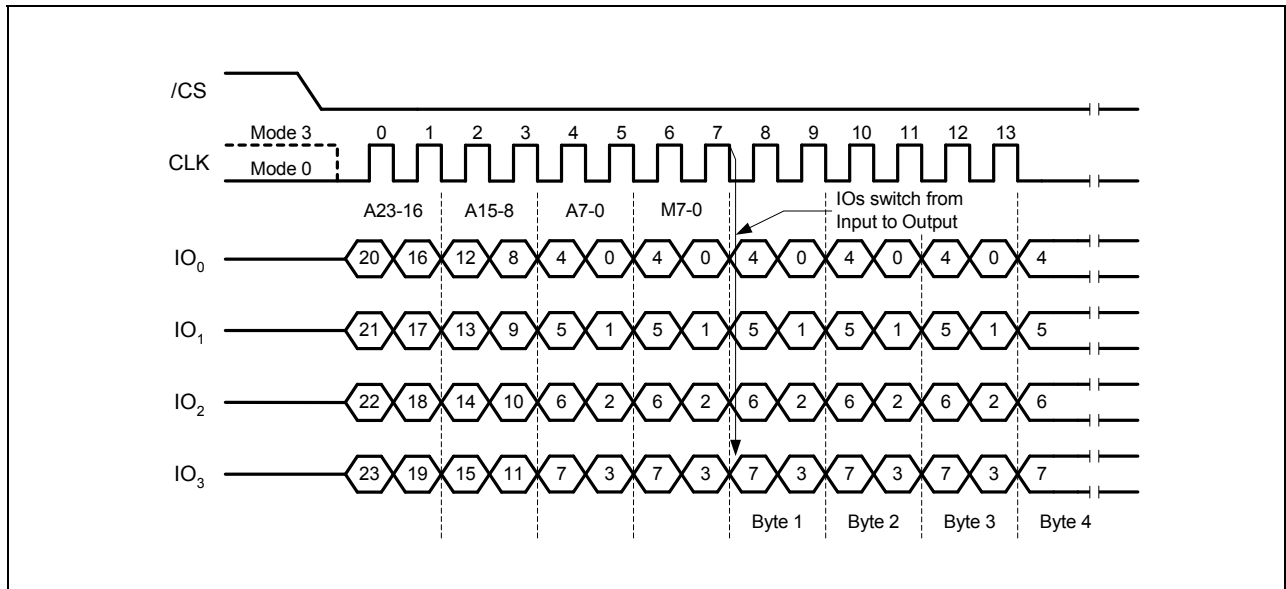 /CS
Mode 3 0 1 2 3 4 5 6 7 8 9 10 11 12 13
CLK
Mode 0
IOs switch from
Input to Output
A23-16 A15-8 A7-0 M7-0
IO0 20 16 12 8 4 0 4 0 4 0 4 0 4 0 4
IO1 21 17 13 9 5 1 5 1 5 1 5 1 5 1 5
IO2 22 18 14 10 6 2 6 2 6 2 6 2 6 2 6
IO3 23 19 15 11 7 3 7 3 7 3 7 3 7 3 7
Byte 1 Byte 2 Byte 3 Byte 4